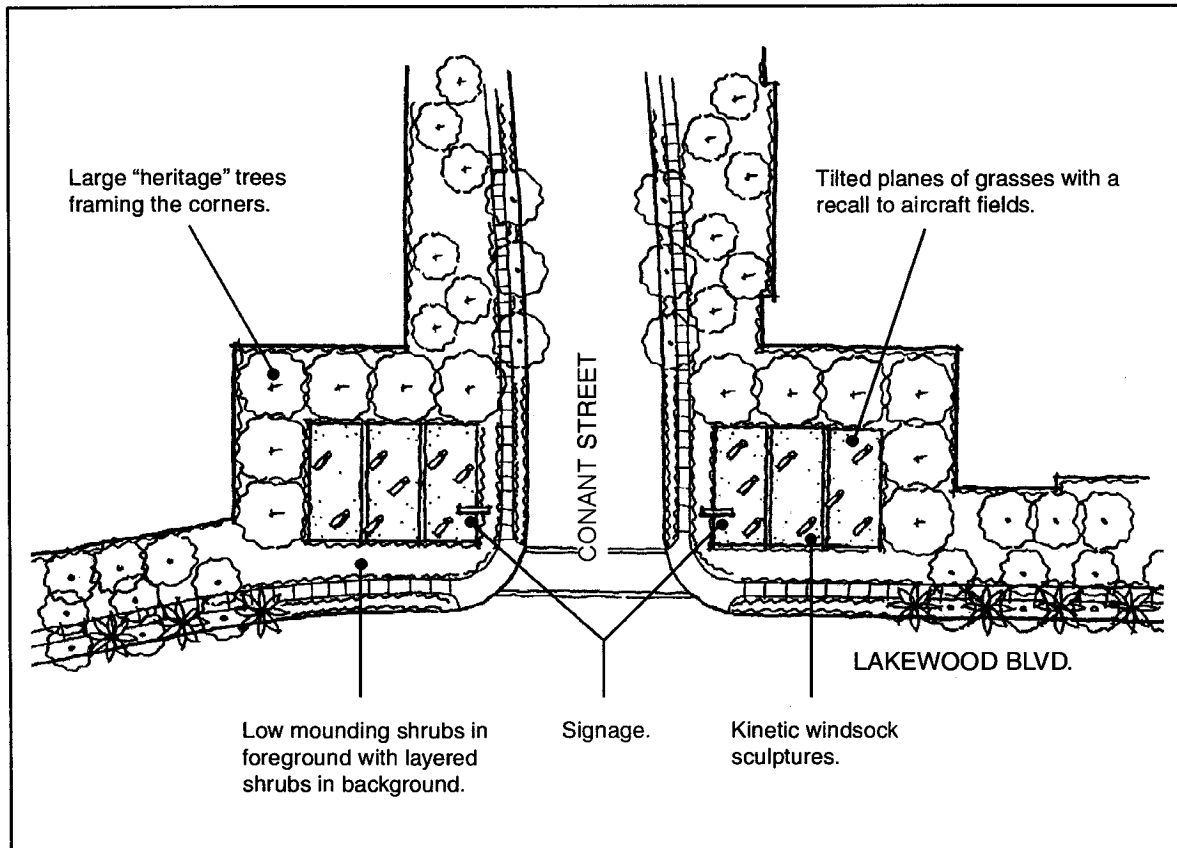 Large “heritage” trees
framing the corners.
Tilted planes of grasses with a
recall to aircraft fields.
CONANT STREET
LAKEWOOD BLVD.
Low mounding shrubs in
foreground with layered
shrubs in background.
Signage.
Kinetic windsock
sculptures.